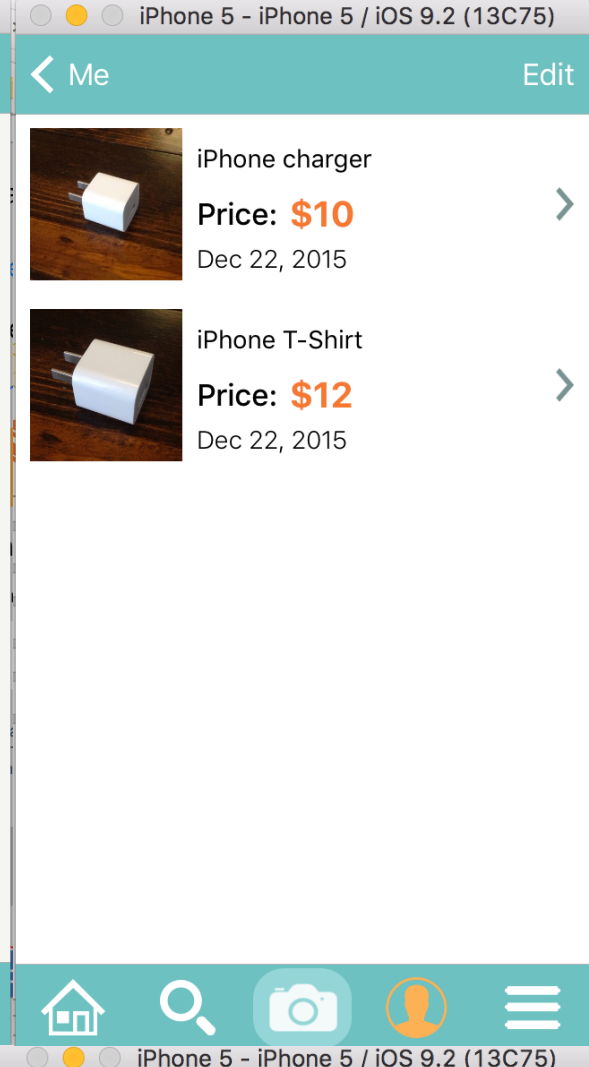 iPhone 5 - iPhone 5 / iOS 9.2 (13C75)
Me
Edit
iPhone charger
Price: $10
Dec 22, 2015
iPhone T-Shirt
Price: $12
Dec 22, 2015
iPhone 5 - iPhone 5 / iOS 9.2 (13C75)